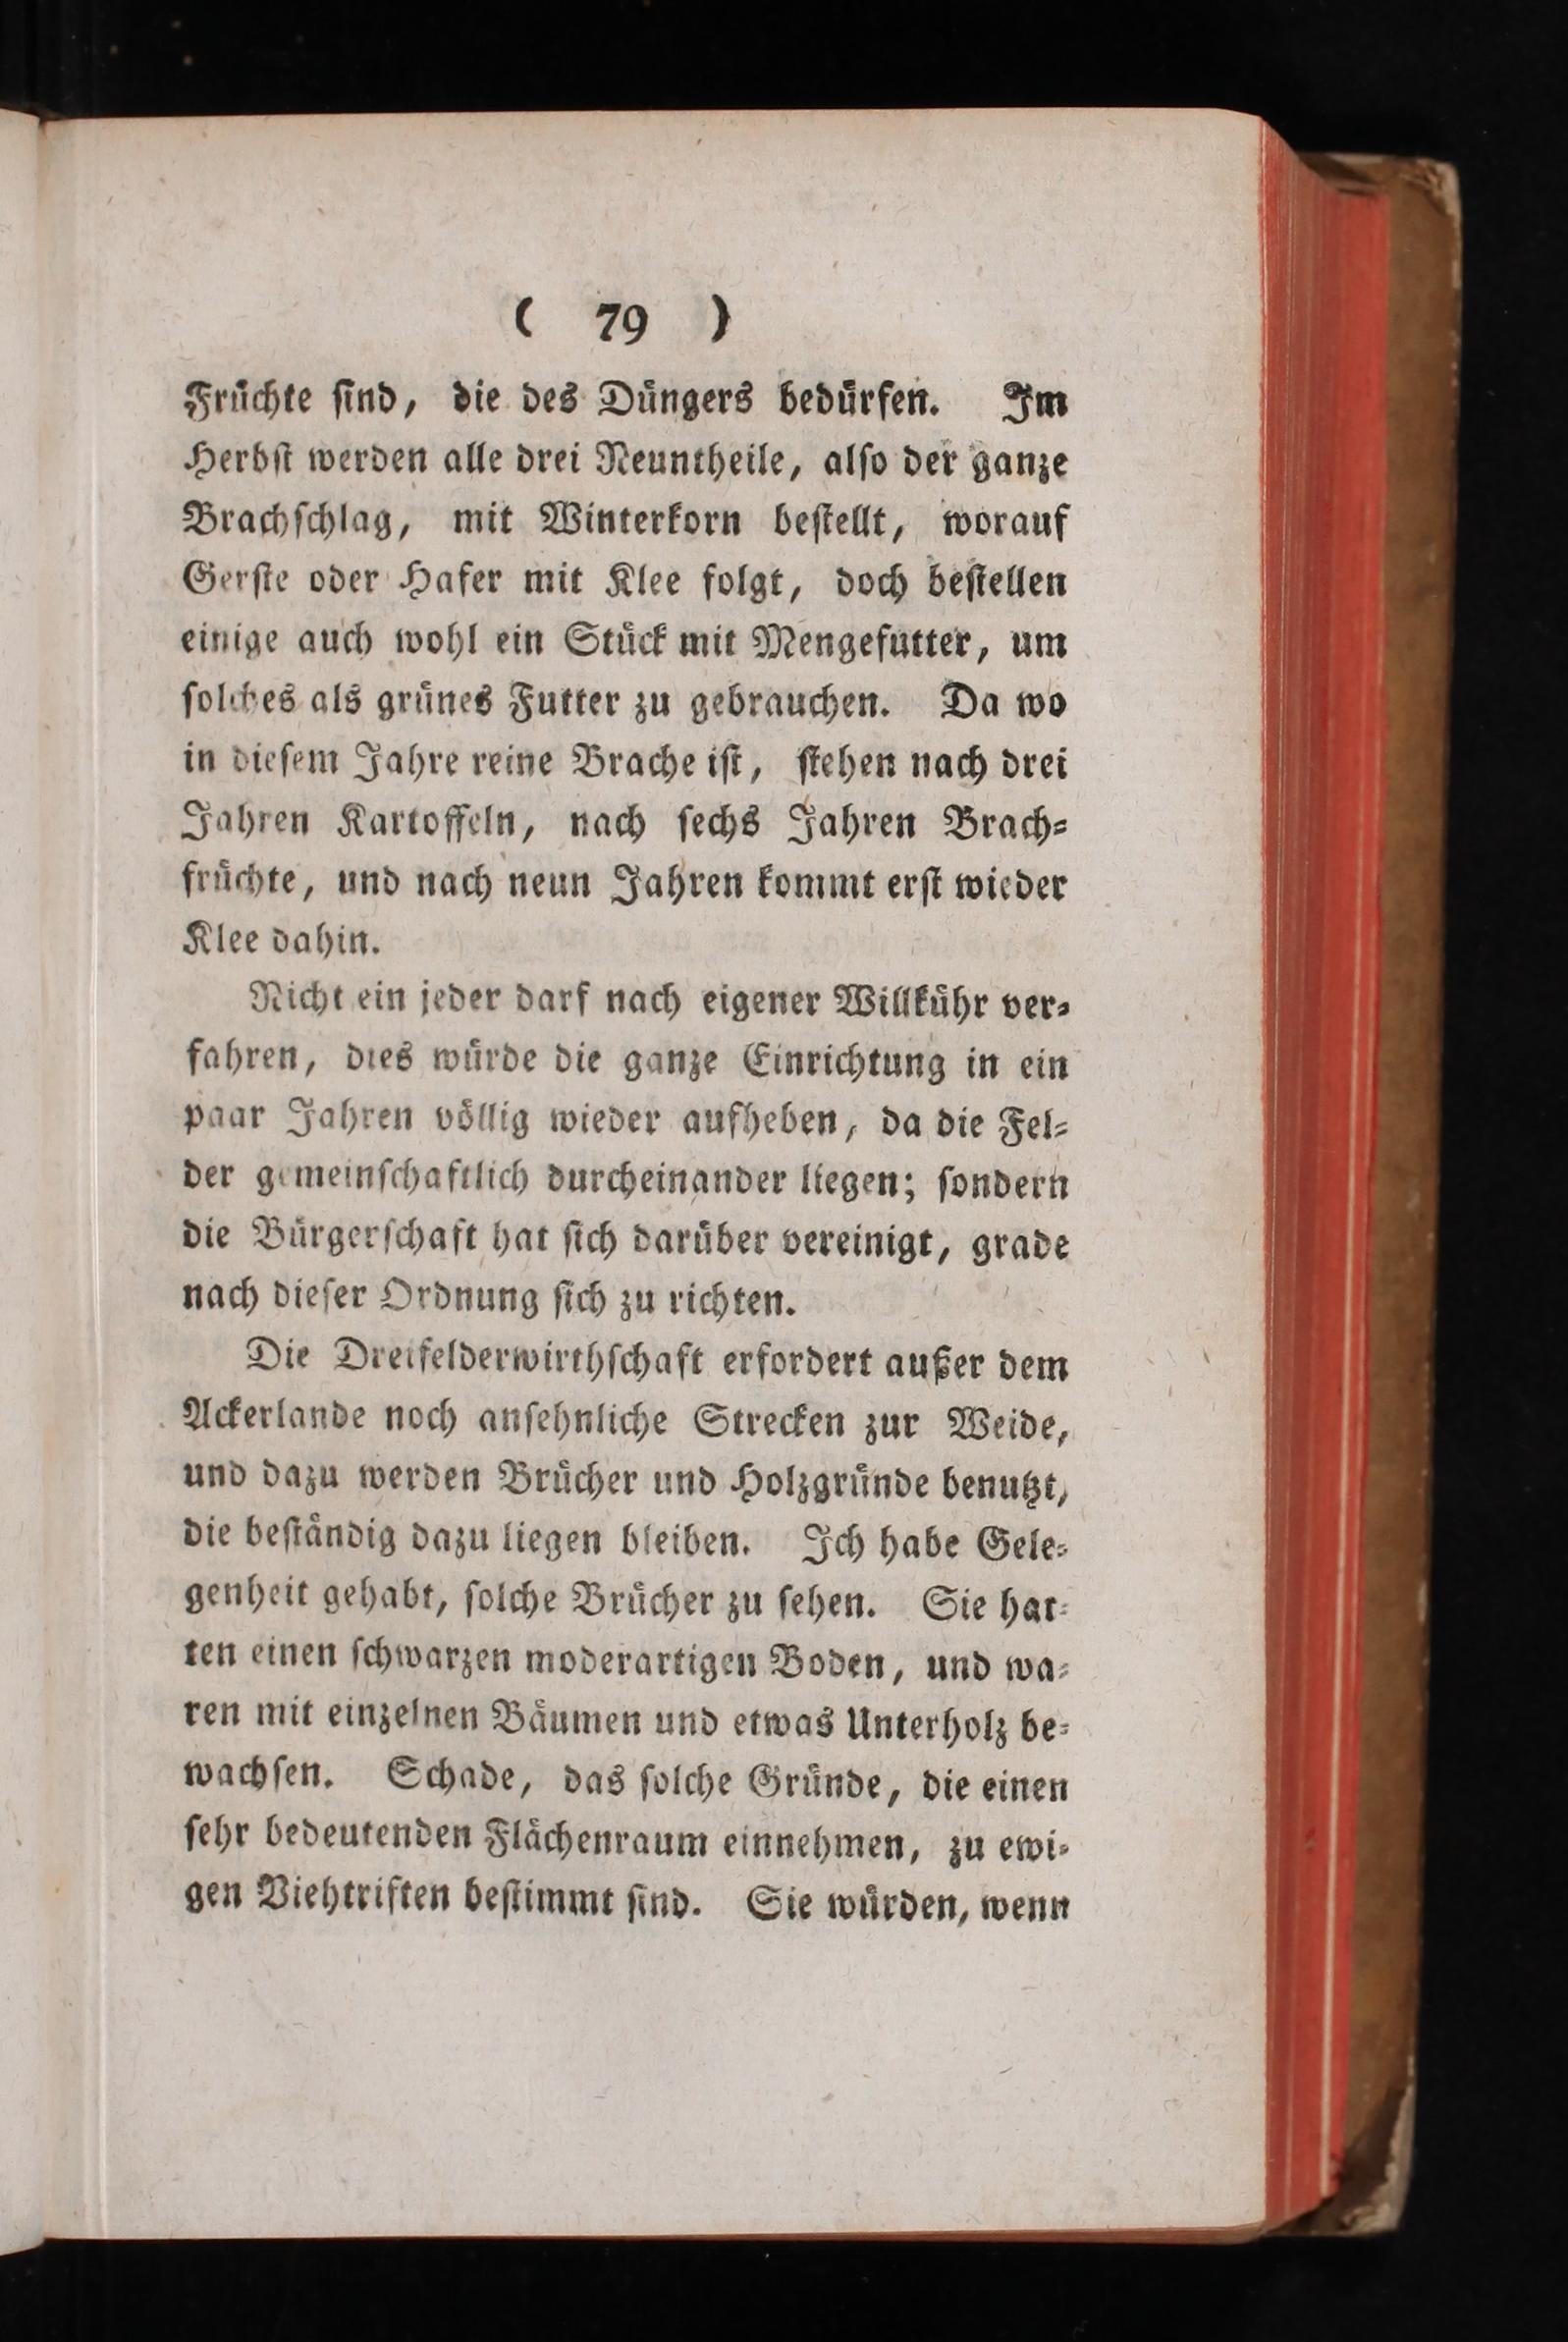 ( 79 )
Früchte ſind, die des Düngers bedürfen. Im
Herbſt werden alle drei Neuntheile, alſo der ganze
Brachſchlag, mit Winterkorn beſtellt, worauf
Gerſte oder Hafer mit Klee folgt, doch beſtellen
einige auch wohl ein Stück mit Mengefutter, um
ſolches als grünes Futter zu gebrauchen. Da wo
in dieſem Jahre reine Brache iſt, ſtehen nach drei
Jahren Kartoffeln, nach ſechs Jahren Brach⸗
früchte, und nach neun Jahren kommt erſt wieder
Klee dahin.
Nicht ein jeder darf nach eigener Willkühr ver⸗
fahren, dies würde die ganze Einrichtung in ein
paar Jahren völlig wieder aufheben, da die Fel⸗
der gemeinſchaftlich durcheinander liegen; ſondern
die Bürgerſchaft hat ſich darüber vereinigt, grade
nach dieſer Ordnung ſich zu richten.
Die Dreifelderwirthſchaft erfordert außer dem
Ackerlande noch anſehnliche Strecken zur Weide,
und dazu werden Brücher und Holzgründe benutzt,
die beſtändig dazu liegen bleiben. Ich habe Gele⸗
genheit gehabt, ſolche Brücher zu ſehen. Sie hat⸗
ten einen ſchwarzen moderartigen Boden, und wa⸗
ren mit einzelnen Bäumen und etwas Unterholz be⸗
wachſen. Schade, das ſolche Gründe, die einen
ſehr bedeutenden Flächenraum einnehmen, zu ewi⸗
gen Viehtriften beſtimmt ſind. Sie würden, wenn